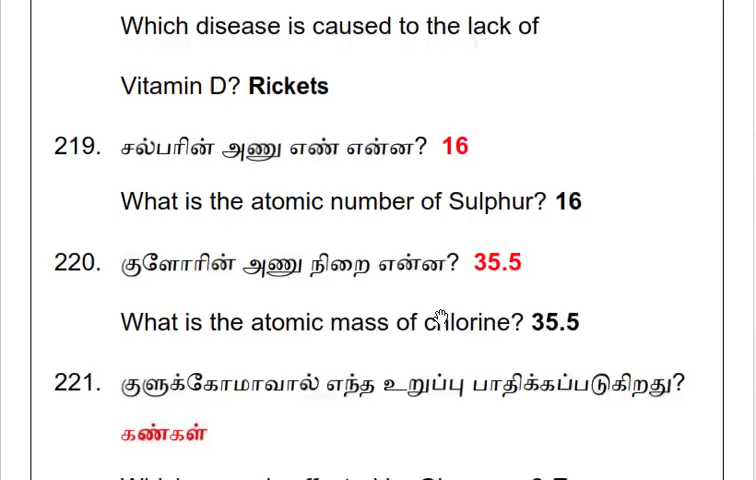 Which disease is caused to the lack of
Vitamin D? Rickets
219. சல்பரின் அணு எண் என்ன? 16
What is the atomic number of Sulphur? 16
220. குளோரின் அணு நிறை என்ன? 35.5
What is the atomic mass of chlorine? 35.5
221. குளுக்கோமாவால் எந்த உறுப்பு பாதிக்கப்படுகிறது?
கண்கள்